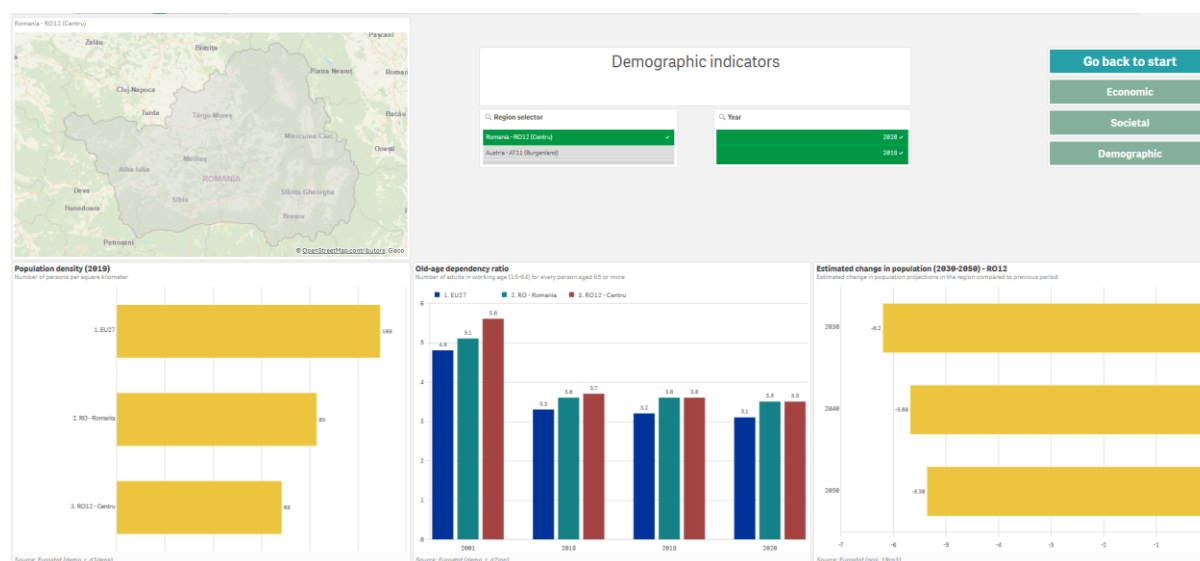 Romania - RO12 (Centru)
Zalău
Bistrița
Pașcani
Piatra Neamț
Roman
Cluj-Napoca
Turda
Târgu Mureș
Bacău
Miercurea Ciuc
Onești
Mediaș
Alba Iulia
ROMANIA
Deva
Sibiu
Sfântu Gheorghe
Hunedoara
Brașov
Petroșani
© OpenStreetMap contributors, Gisco
Demographic indicators
Region selector
Romania - RO12 (Centru)
Austria - AT11 (Burgenland)
Year
2020
2019
Go back to start
Economic
Societal
Demographic
Population density (2019)
Number of persons per square kilometer
1. EU27
109
2. RO - Romania
83
3. RO12 - Centru
68
Old-age dependency ratio
Number of adults in working age (15-64) for every person aged 65 or more
1. EU27 2. RO - Romania 3. RO12 - Centru
6
5
4
3
2
1
0
4.8 5.1 5.6
3.3 3.6 3.7
3.2 3.6 3.6
3.1 3.5 3.5
2001 2018 2019 2020
Estimated change in population (2030-2050) - RO12
Estimated change in population projections in the region compared to previous period
2030
-6.2
2040
-5.68
2050
-5.36
-7 -6 -5 -4 -3 -2 -1